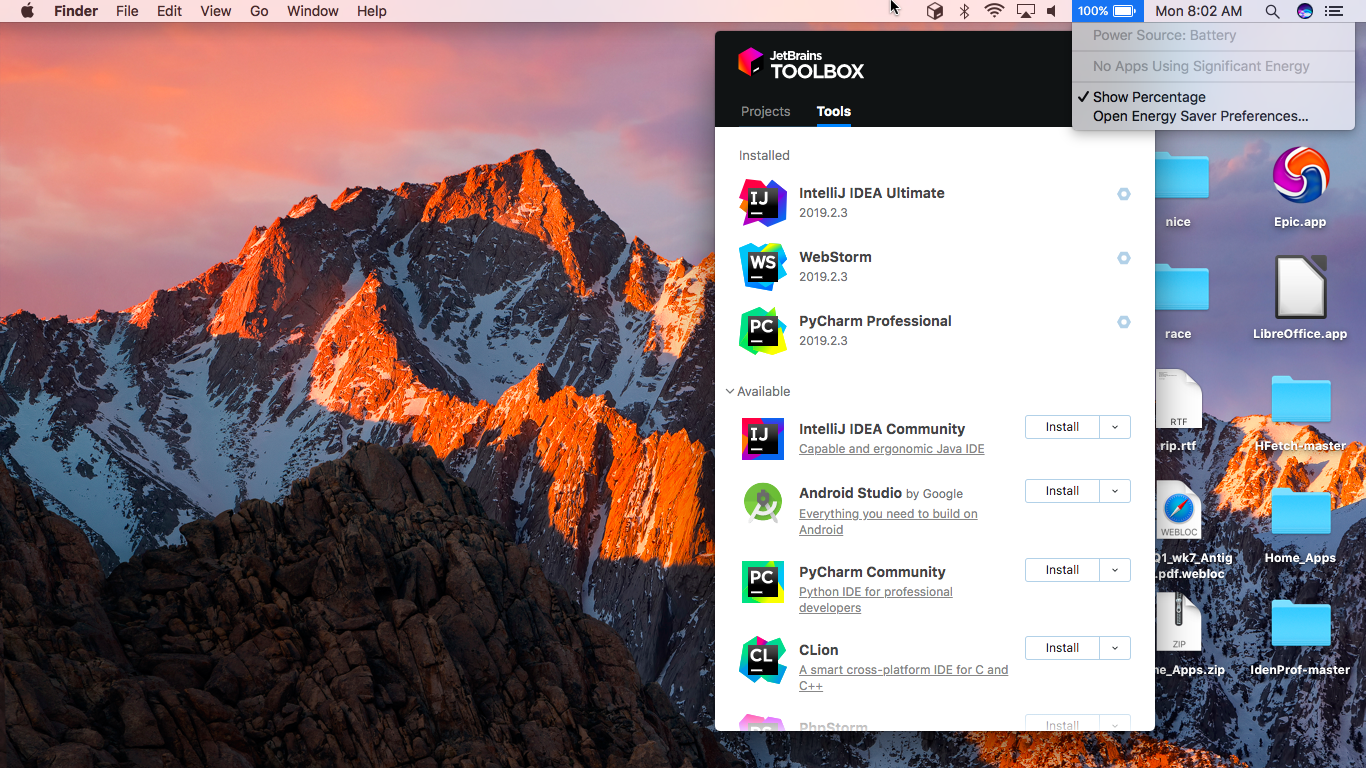 Finder File Edit View Go Window Help 100% Mon 8:02 AM
Power Source: Battery
No Apps Using Significant Energy
Show Percentage
Open Energy Saver Preferences...
JetBrains
TOOLBOX
Projects Tools
Installed
IJ IntelliJ IDEA Ultimate
2019.2.3
WS WebStorm
2019.2.3
PC PyCharm Professional
2019.2.3
Available
IJ IntelliJ IDEA Community Install
Capable and ergonomic Java IDE
Android Studio by Google Install
Everything you need to build on
Android
PC PyCharm Community Install
Python IDE for professional
developers
CL CLion Install
A smart cross-platform IDE for C and
C++
PhpStorm Install
nice Epic.app
race LibreOffice.app
RTF
rip.rtf HFetch-master
WEBLOC
Q1_wk7_Antig Home_Apps
.pdf.webloc
ZIP
me_Apps.zip IdenProf-master